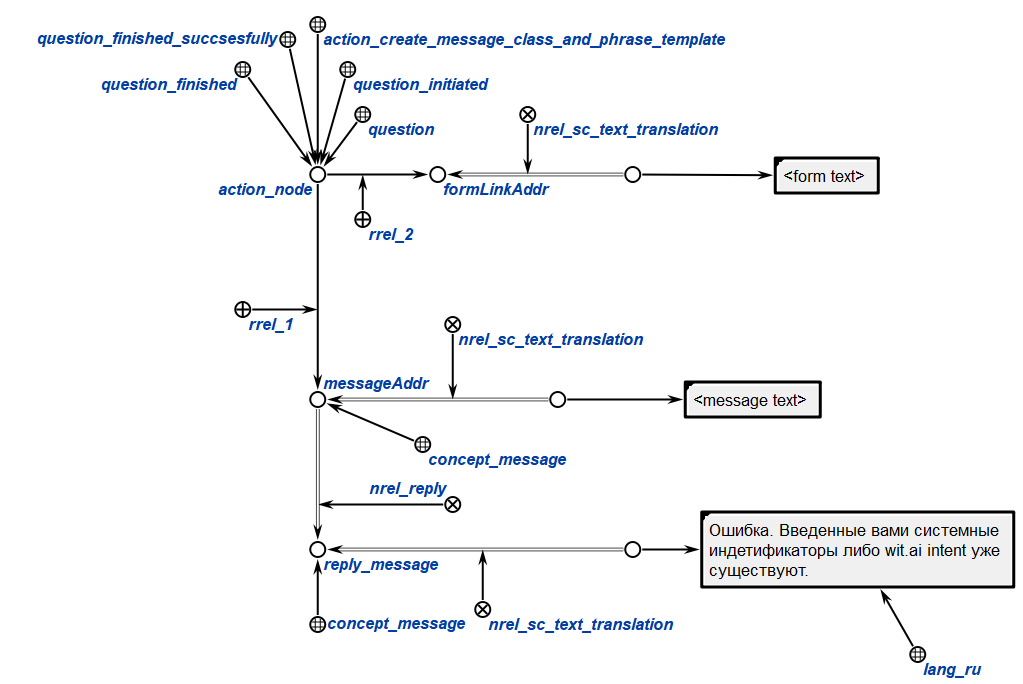 question_finished_succsesfully
action_create_message_class_and_phrase_template
question_finished
question_initiated
question
nrel_sc_text_translation
<form text>
action_node
formLinkAddr
rrel_2
rrel_1
nrel_sc_text_translation
messageAddr
<message text>
concept_message
nrel_reply
Ошибка. Введенные вами системные
индетификаторы либо wit.ai intent уже
существуют.
reply_message
concept_message
nrel_sc_text_translation
lang_ru